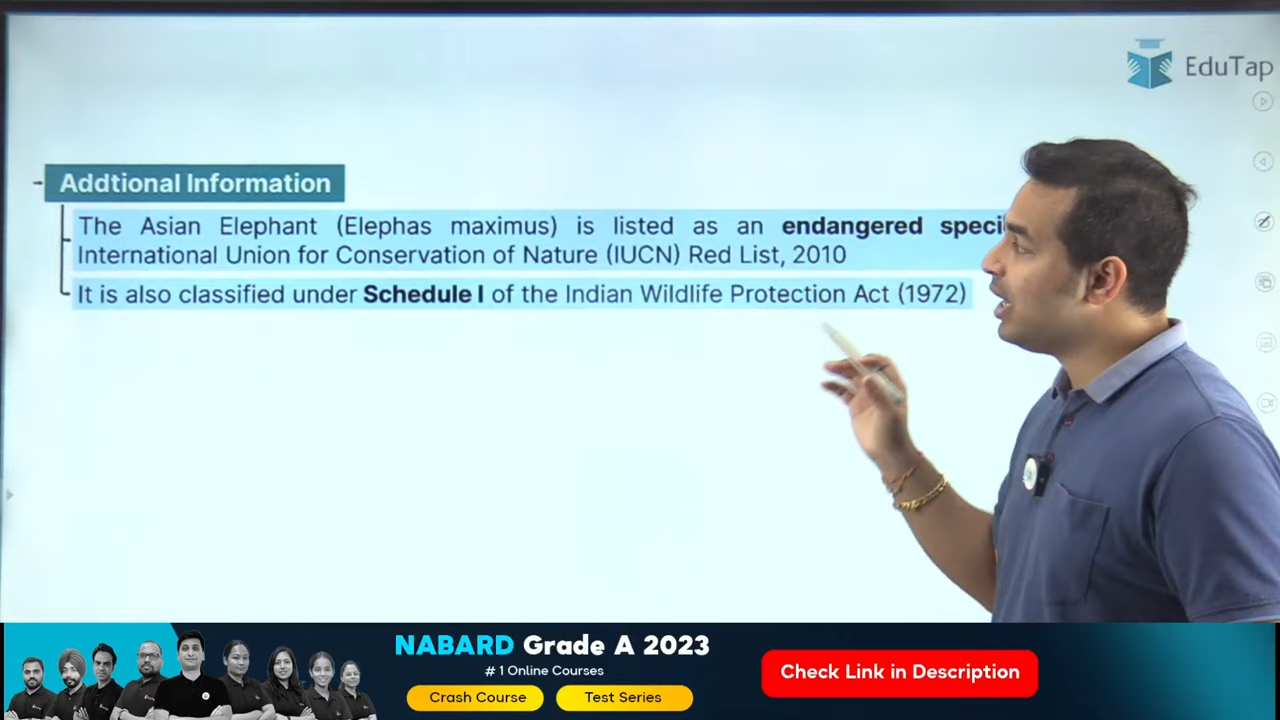 EduTap
Addtional Information
The Asian Elephant (Elephas maximus) is listed as an endangered
International Union for Conservation of Nature (IUCN) Red List, 2010
It is also classified under Schedule I of the Indian Wildlife Protection Act (1972)
NABARD Grade A 2023
# 1 Online Courses
Crash Course
Test Series
Check Link in Description